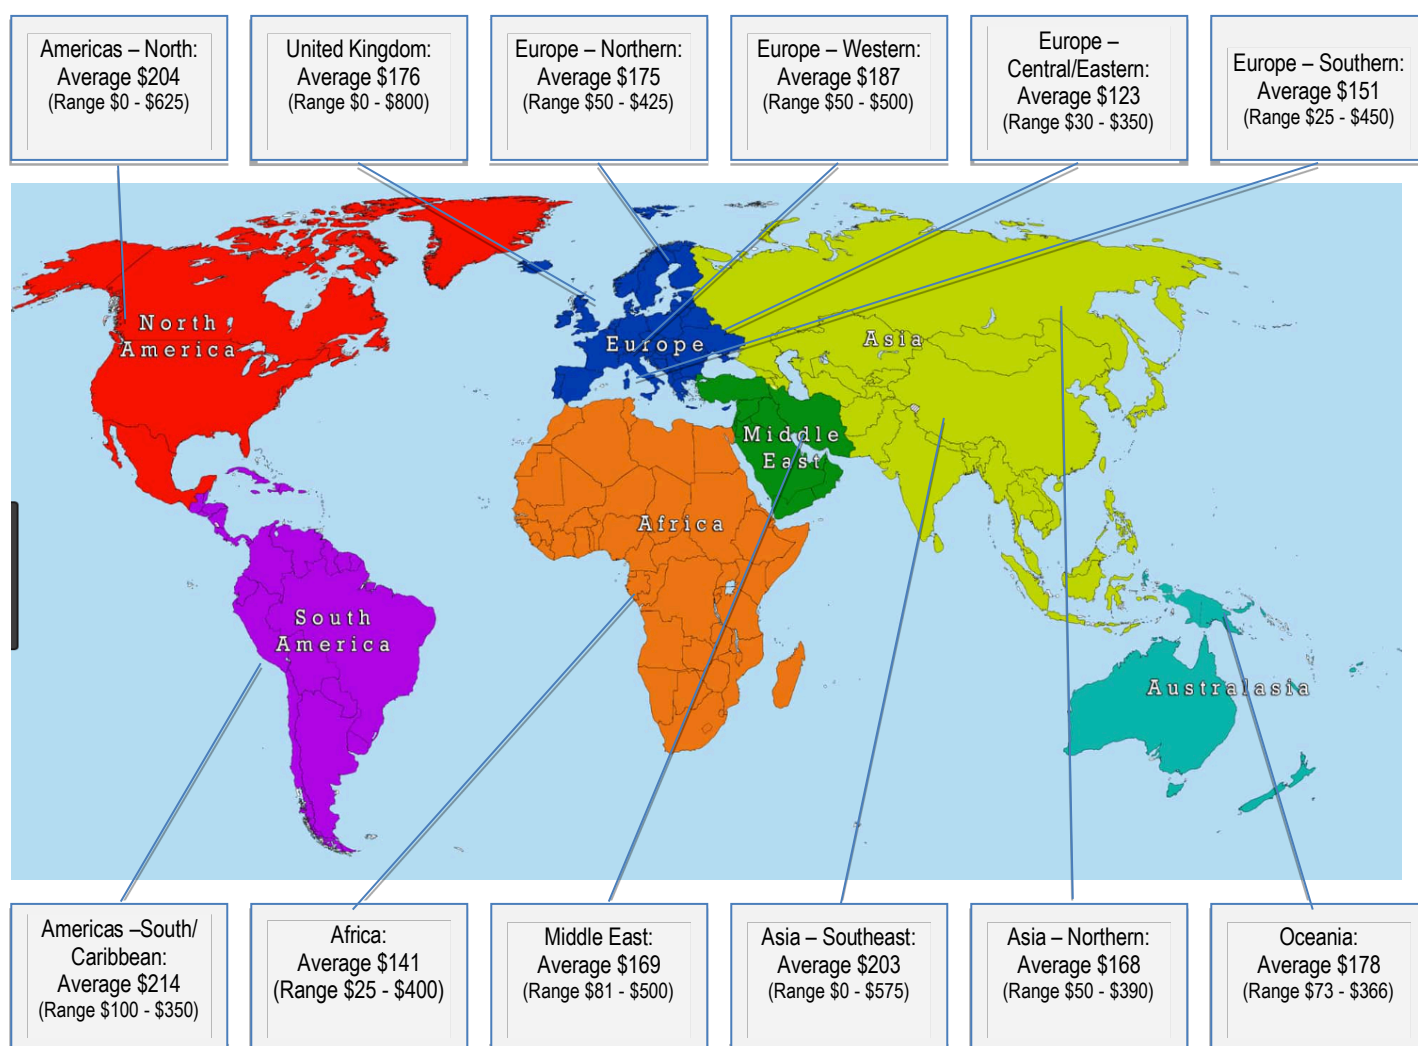 Americas – North:
Average $204
(Range $0 - $625)
United Kingdom:
Average $176
(Range $0 - $800)
Europe – Northern:
Average $175
(Range $50 - $425)
Europe – Western:
Average $187
(Range $50 - $500)
Europe –
Central/Eastern:
Average $123
(Range $30 - $350)
Europe – Southern:
Average $151
(Range $25 - $450)
North
America
Europe
Asia
Middle
East
Africa
South
America
Australasia
Americas –South/
Caribbean:
Average $214
(Range $100 - $350)
Africa:
Average $141
(Range $25 - $400)
Middle East:
Average $169
(Range $81 - $500)
Asia – Southeast:
Average $203
(Range $0 - $575)
Asia – Northern:
Average $168
(Range $50 - $390)
Oceania:
Average $178
(Range $73 - $366)